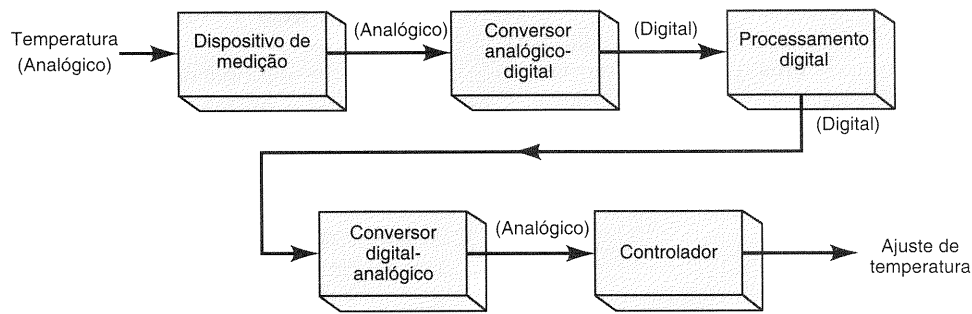 Temperatura
(Analógico)
Dispositivo de
medição
(Analógico)
Conversor
analógico-
digital
(Digital)
Processamento
digital
(Digital)
Conversor
digital-
analógico
(Analógico)
Controlador
Ajuste de
temperatura